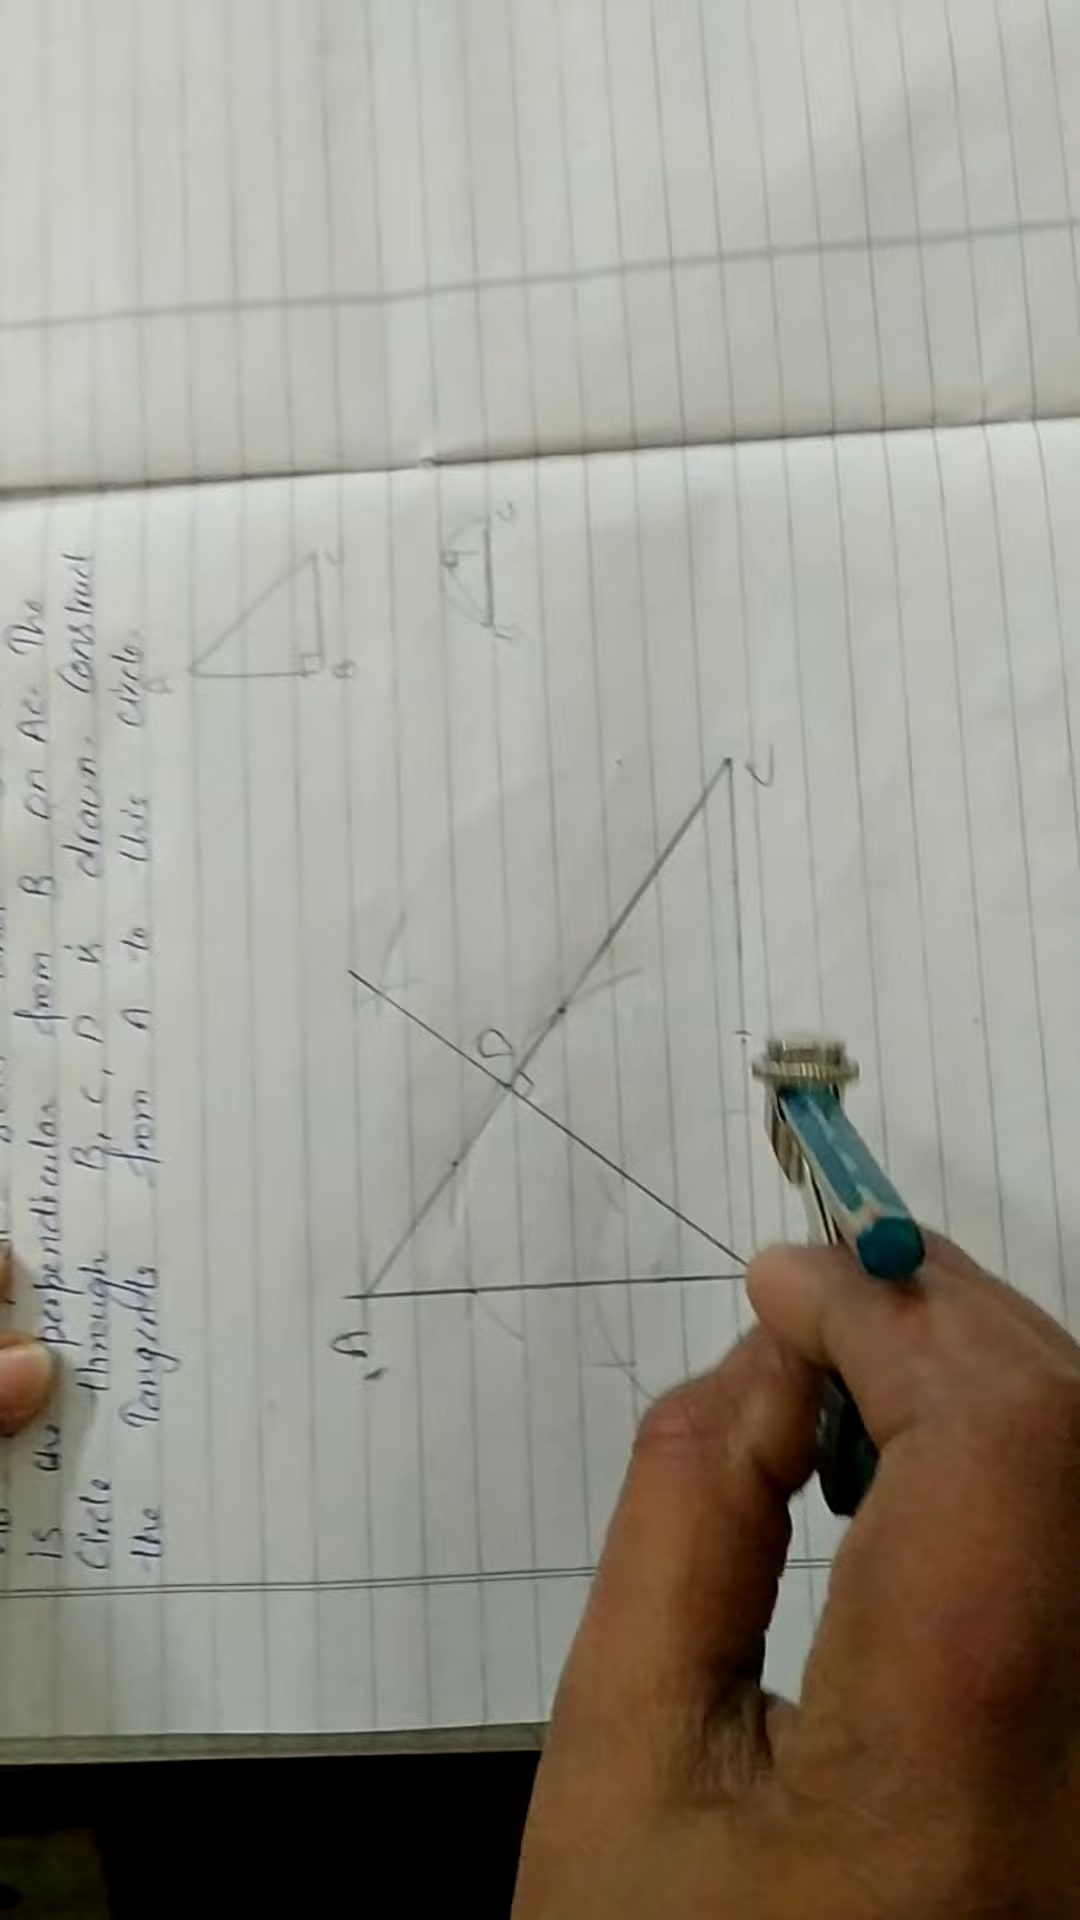 is the perpendicular from B on AC. The
Circle through B, C, D is drawn. Construct
the Tangents from A to this circle.
B
C
B
C
A
D
C